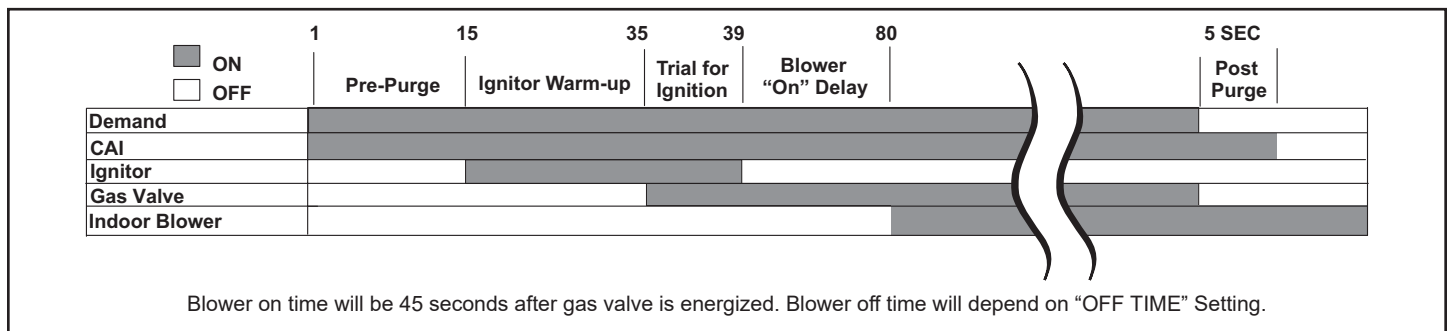 1 15 35 39 80 5 SEC
ON
OFF
Pre-Purge Ignitor Warm-up Trial for Ignition Blower “On” Delay Post Purge
Demand
CAI
Ignitor
Gas Valve
Indoor Blower
Blower on time will be 45 seconds after gas valve is energized. Blower off time will depend on “OFF TIME” Setting.